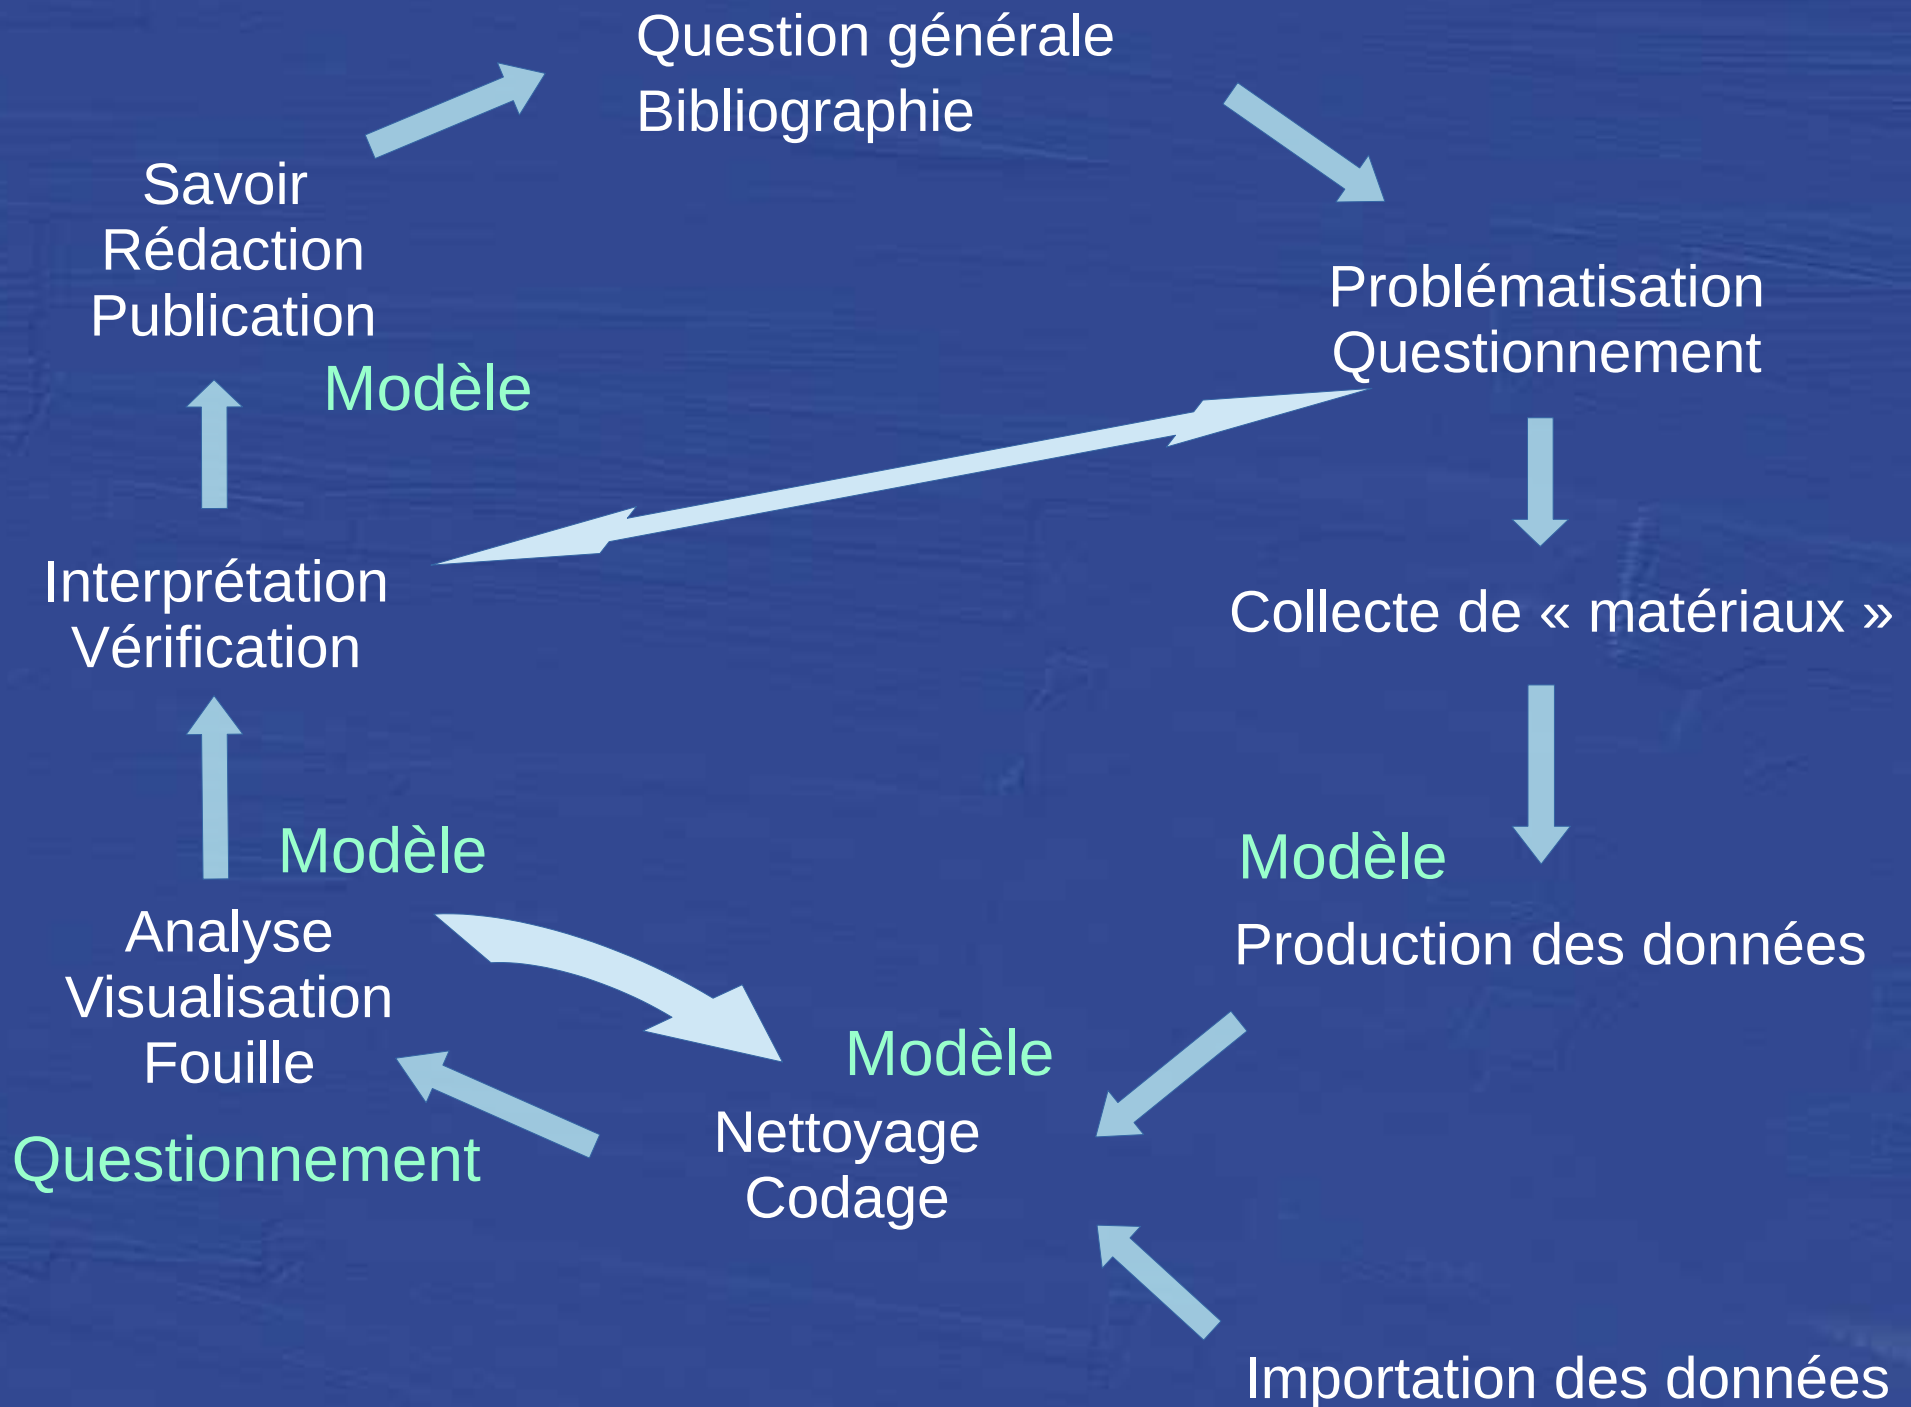 Question générale
Bibliographie
Savoir
Rédaction
Publication
Modèle
Problématisation
Questionnement
Interprétation
Vérification
Collecte de « matériaux »
Modèle
Analyse
Visualisation
Fouille
Questionnement
Modèle
Production des données
Modèle
Nettoyage
Codage
Importation des données